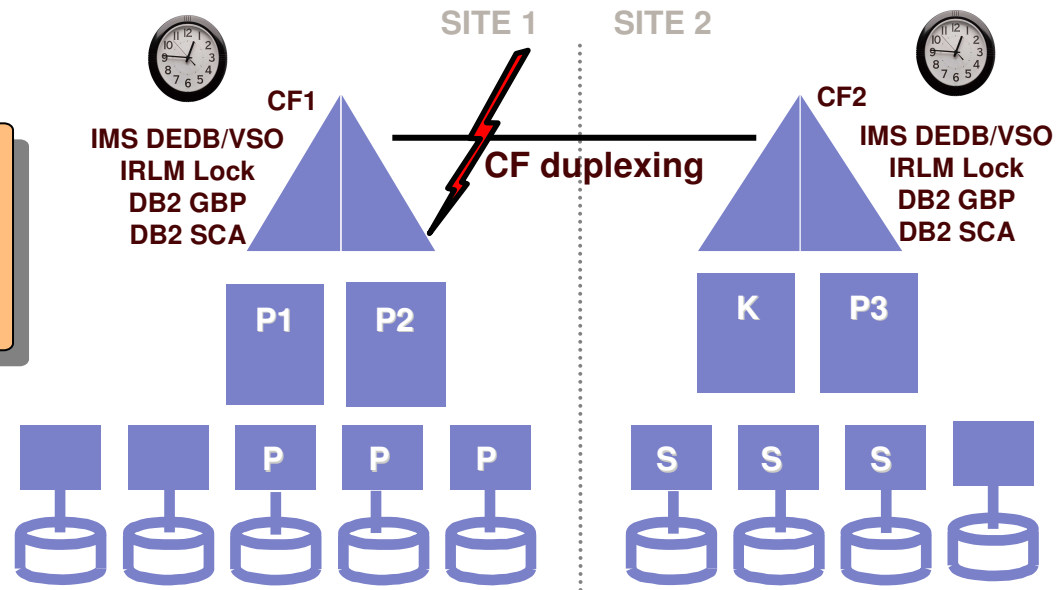 SITE 1 SITE 2
CF1
IMS DEDB/VSO
IRLM Lock
DB2 GBP
DB2 SCA
CF duplexing
CF2
IMS DEDB/VSO
IRLM Lock
DB2 GBP
DB2 SCA
P1 P2 K P3
P P P S S S